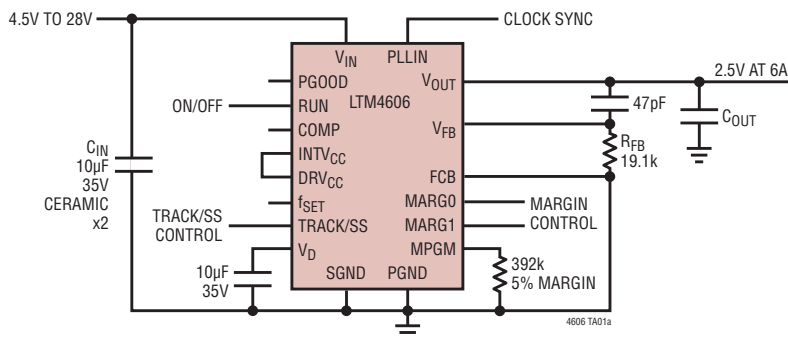 4.5V TO 28V
CLOCK SYNC
VIN
PLLIN
PGOOD
VOUT
2.5V AT 6A
ON/OFF
RUN
LTM4606
47pF
COUT
COMP
VFB
CIN
10µF
35V
CERAMIC
x2
INTVCC
RFB
19.1k
DRVCC
FCB
fSET
MARG0
MARGIN
CONTROL
TRACK/SS
CONTROL
TRACK/SS
MARG1
VD
MPGM
10µF
35V
392k
5% MARGIN
SGND
PGND
4606 TA01a